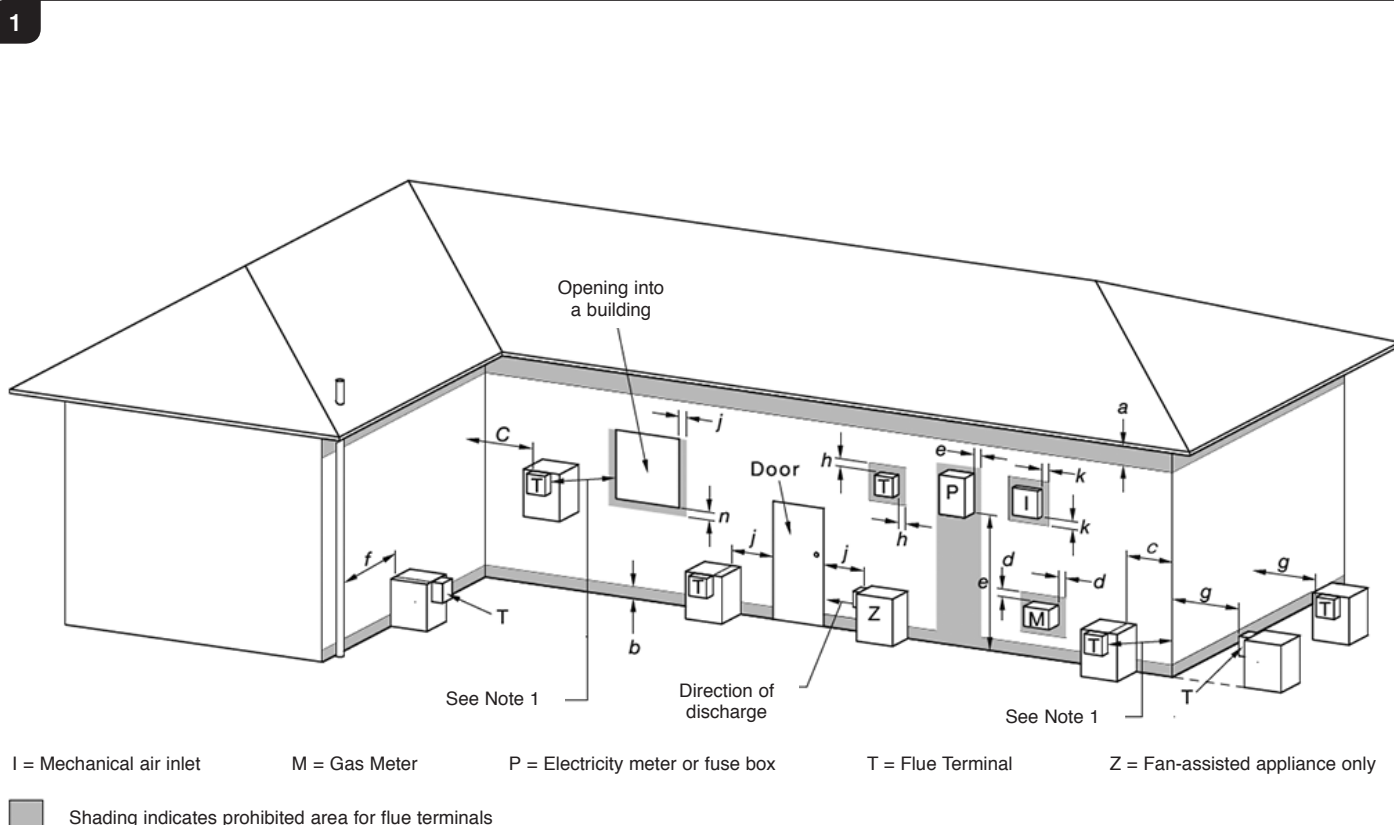 1
Opening into
a building
a
j
C
e
k
h
Door
T
T
P
I
n
h
k
j
j
d
c
f
d
g
g
e
T
T
Z
M
T
T
T
b
T
See Note 1
Direction of
discharge
See Note 1
I = Mechanical air inlet
M = Gas Meter
P = Electricity meter or fuse box
T = Flue Terminal
Z = Fan-assisted appliance only
Shading indicates prohibited area for flue terminals